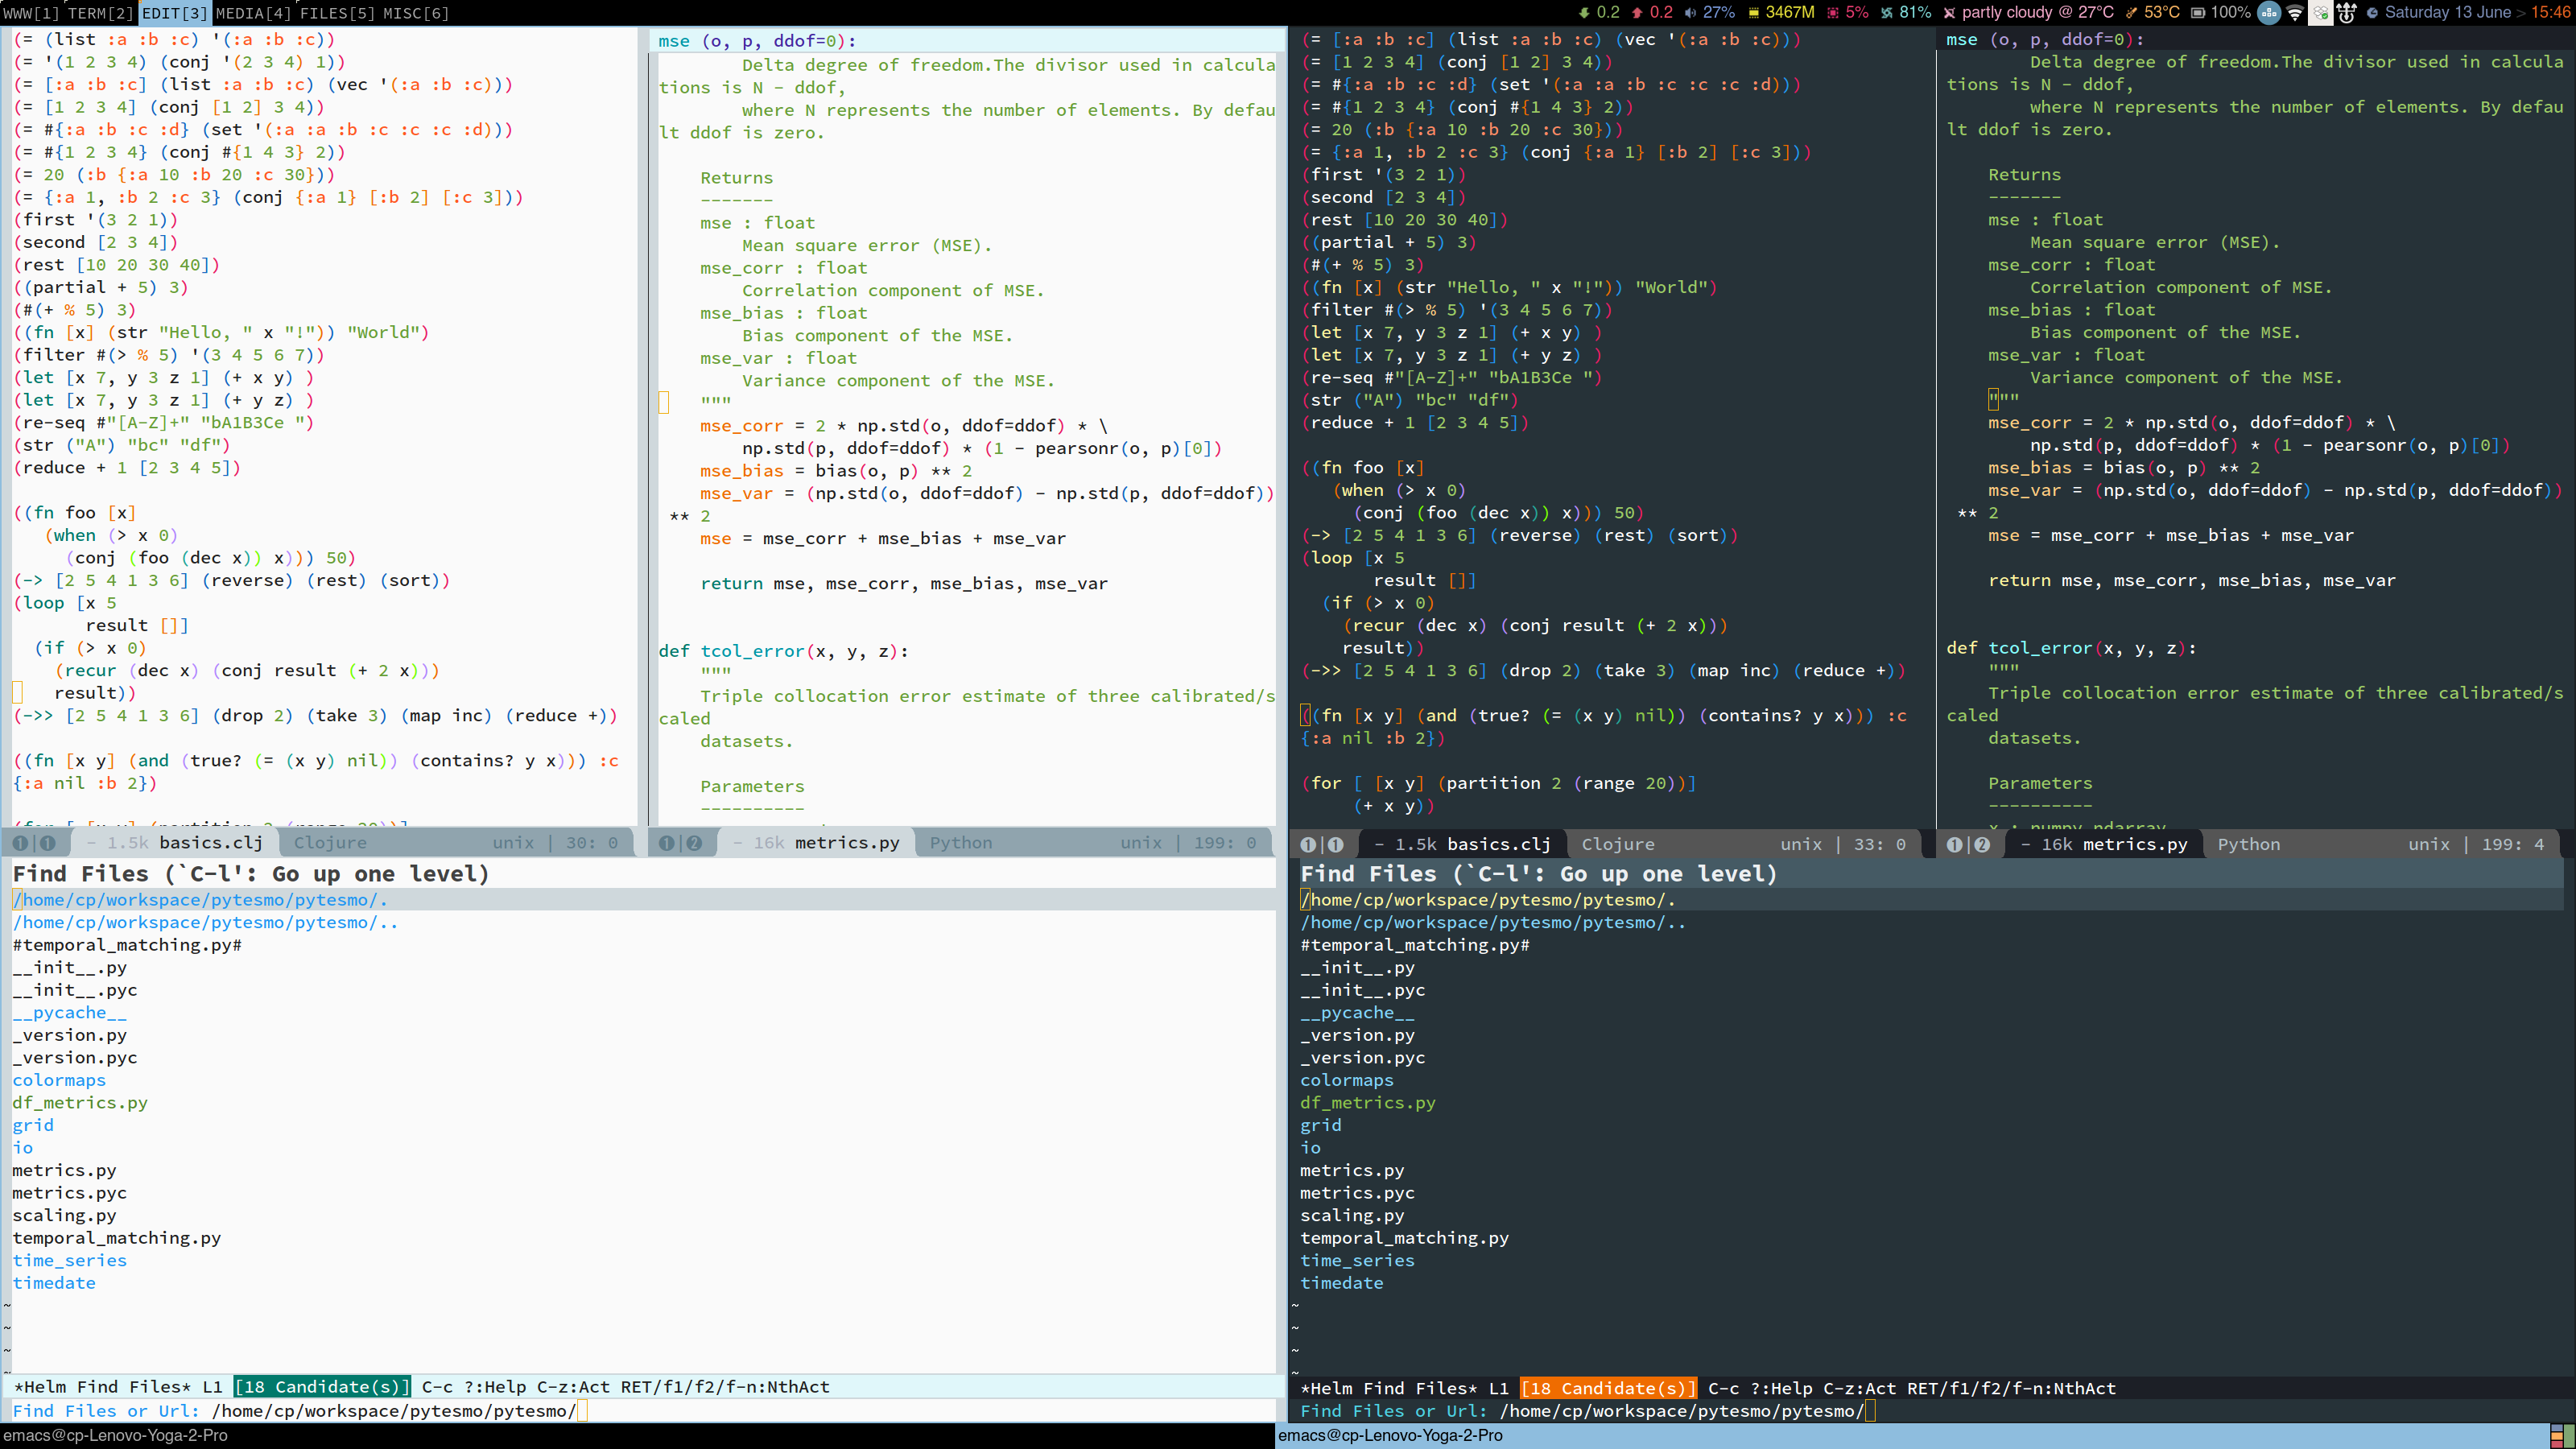 WWW[1] TERM[2] EDIT[3] MEDIA[4] FILES[5] MISC[6]
0.2 0.2 27% 3467M 5% 81% partly cloudy @ 27°C 53°C 100% Saturday 13 June > 15:46
(= (list :a :b :c) '(:a :b :c))
(= '(1 2 3 4) (conj '(2 3 4) 1))
(= [:a :b :c] (list :a :b :c) (vec '(:a :b :c)))
(= [1 2 3 4] (conj [1 2] 3 4))
(= #{:a :b :c :d} (set '(:a :a :b :c :c :c :d)))
(= #{1 2 3 4} (conj #{1 4 3} 2))
(= 20 (:b {:a 10 :b 20 :c 30}))
(= {:a 1, :b 2 :c 3} (conj {:a 1} [:b 2] [:c 3]))
(first '(3 2 1))
(second [2 3 4])
(rest [10 20 30 40])
((partial + 5) 3)
(#(+ % 5) 3)
((fn [x] (str "Hello, " x "!")) "World")
(filter #(> % 5) '(3 4 5 6 7))
(let [x 7, y 3 z 1] (+ x y) )
(let [x 7, y 3 z 1] (+ y z) )
(re-seq #"[A-Z]+" "bA1B3Ce ")
(str ("A") "bc" "df")
(reduce + 1 [2 3 4 5])
((fn foo [x]
(when (> x 0)
(conj (foo (dec x)) x))) 50)
(-> [2 5 4 1 3 6] (reverse) (rest) (sort))
(loop [x 5
result []]
(if (> x 0)
(recur (dec x) (conj result (+ 2 x)))
result))
(->> [2 5 4 1 3 6] (drop 2) (take 3) (map inc) (reduce +))
((fn [x y] (and (true? (= (x y) nil)) (contains? y x))) :c
{:a nil :b 2})
(for [ [x y] (partition 2 (range 20))]
❶|❶ - 1.5k basics.clj Clojure unix | 30: 0
mse (o, p, ddof=0):
Delta degree of freedom.The divisor used in calcula
tions is N - ddof,
where N represents the number of elements. By defau
lt ddof is zero.
Returns
-------
mse : float
Mean square error (MSE).
mse_corr : float
Correlation component of MSE.
mse_bias : float
Bias component of the MSE.
mse_var : float
Variance component of the MSE.
"""
mse_corr = 2 * np.std(o, ddof=ddof) * \
np.std(p, ddof=ddof) * (1 - pearsonr(o, p)[0])
mse_bias = bias(o, p) ** 2
mse_var = (np.std(o, ddof=ddof) - np.std(p, ddof=ddof))
** 2
mse = mse_corr + mse_bias + mse_var
return mse, mse_corr, mse_bias, mse_var
def tcol_error(x, y, z):
"""
Triple collocation error estimate of three calibrated/s
caled
datasets.
Parameters
----------
❶|❷ - 16k metrics.py Python unix | 199: 0
Find Files (`C-l': Go up one level)
/home/cp/workspace/pytesmo/pytesmo/.
/home/cp/workspace/pytesmo/pytesmo/..
#temporal_matching.py#
__init__.py
__init__.pyc
__pycache__
_version.py
_version.pyc
colormaps
df_metrics.py
grid
io
metrics.py
metrics.pyc
scaling.py
temporal_matching.py
time_series
timedate
~
~
~
~
*Helm Find Files* L1 [18 Candidate(s)] C-c ?:Help C-z:Act RET/f1/f2/f-n:NthAct
Find Files or Url: /home/cp/workspace/pytesmo/pytesmo/
emacs@cp-Lenovo-Yoga-2-Pro
(= [:a :b :c] (list :a :b :c) (vec '(:a :b :c)))
(= [1 2 3 4] (conj [1 2] 3 4))
(= #{:a :b :c :d} (set '(:a :a :b :c :c :c :d)))
(= #{1 2 3 4} (conj #{1 4 3} 2))
(= 20 (:b {:a 10 :b 20 :c 30}))
(= {:a 1, :b 2 :c 3} (conj {:a 1} [:b 2] [:c 3]))
(first '(3 2 1))
(second [2 3 4])
(rest [10 20 30 40])
((partial + 5) 3)
(#(+ % 5) 3)
((fn [x] (str "Hello, " x "!")) "World")
(filter #(> % 5) '(3 4 5 6 7))
(let [x 7, y 3 z 1] (+ x y) )
(let [x 7, y 3 z 1] (+ y z) )
(re-seq #"[A-Z]+" "bA1B3Ce ")
(str ("A") "bc" "df")
(reduce + 1 [2 3 4 5])
((fn foo [x]
(when (> x 0)
(conj (foo (dec x)) x))) 50)
(-> [2 5 4 1 3 6] (reverse) (rest) (sort))
(loop [x 5
result []]
(if (> x 0)
(recur (dec x) (conj result (+ 2 x)))
result))
(->> [2 5 4 1 3 6] (drop 2) (take 3) (map inc) (reduce +))
((fn [x y] (and (true? (= (x y) nil)) (contains? y x))) :c
{:a nil :b 2})
(for [ [x y] (partition 2 (range 20))]
(+ x y))
❶|❶ - 1.5k basics.clj Clojure unix | 33: 0
mse (o, p, ddof=0):
Delta degree of freedom.The divisor used in calcula
tions is N - ddof,
where N represents the number of elements. By defau
lt ddof is zero.
Returns
-------
mse : float
Mean square error (MSE).
mse_corr : float
Correlation component of MSE.
mse_bias : float
Bias component of the MSE.
mse_var : float
Variance component of the MSE.
"""
mse_corr = 2 * np.std(o, ddof=ddof) * \
np.std(p, ddof=ddof) * (1 - pearsonr(o, p)[0])
mse_bias = bias(o, p) ** 2
mse_var = (np.std(o, ddof=ddof) - np.std(p, ddof=ddof))
** 2
mse = mse_corr + mse_bias + mse_var
return mse, mse_corr, mse_bias, mse_var
def tcol_error(x, y, z):
"""
Triple collocation error estimate of three calibrated/s
caled
datasets.
Parameters
----------
x : numpy.ndarray
❶|❷ - 16k metrics.py Python unix | 199: 4
Find Files (`C-l': Go up one level)
/home/cp/workspace/pytesmo/pytesmo/.
/home/cp/workspace/pytesmo/pytesmo/..
#temporal_matching.py#
__init__.py
__init__.pyc
__pycache__
_version.py
_version.pyc
colormaps
df_metrics.py
grid
io
metrics.py
metrics.pyc
scaling.py
temporal_matching.py
time_series
timedate
~
~
~
~
*Helm Find Files* L1 [18 Candidate(s)] C-c ?:Help C-z:Act RET/f1/f2/f-n:NthAct
Find Files or Url: /home/cp/workspace/pytesmo/pytesmo/
emacs@cp-Lenovo-Yoga-2-Pro